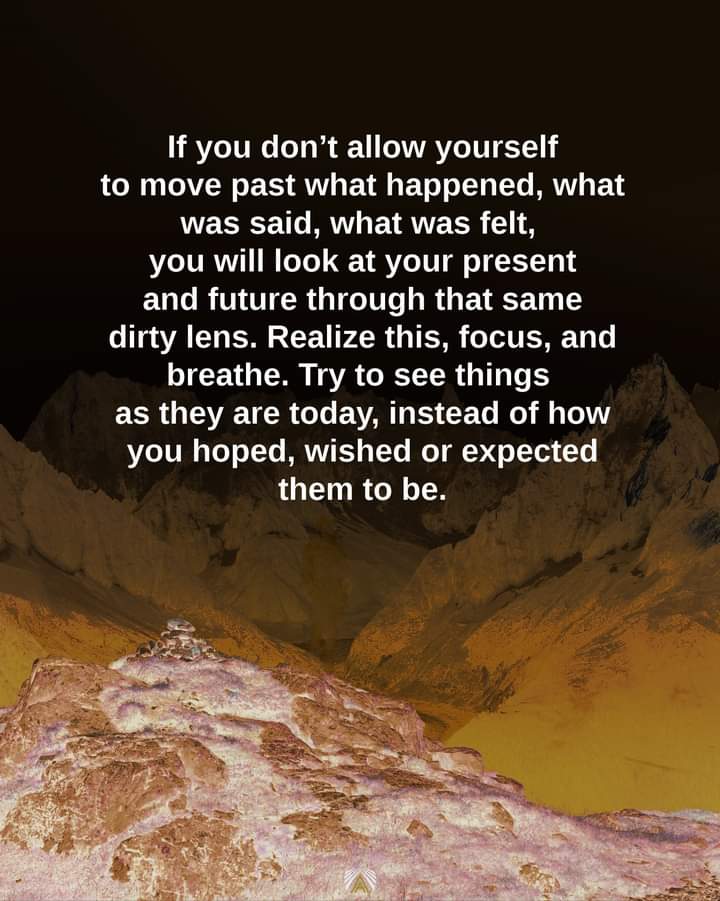 If you don’t allow yourself
to move past what happened, what
was said, what was felt,
you will look at your present
and future through that same
dirty lens. Realize this, focus, and
breathe. Try to see things
as they are today, instead of how
you hoped, wished or expected
them to be.